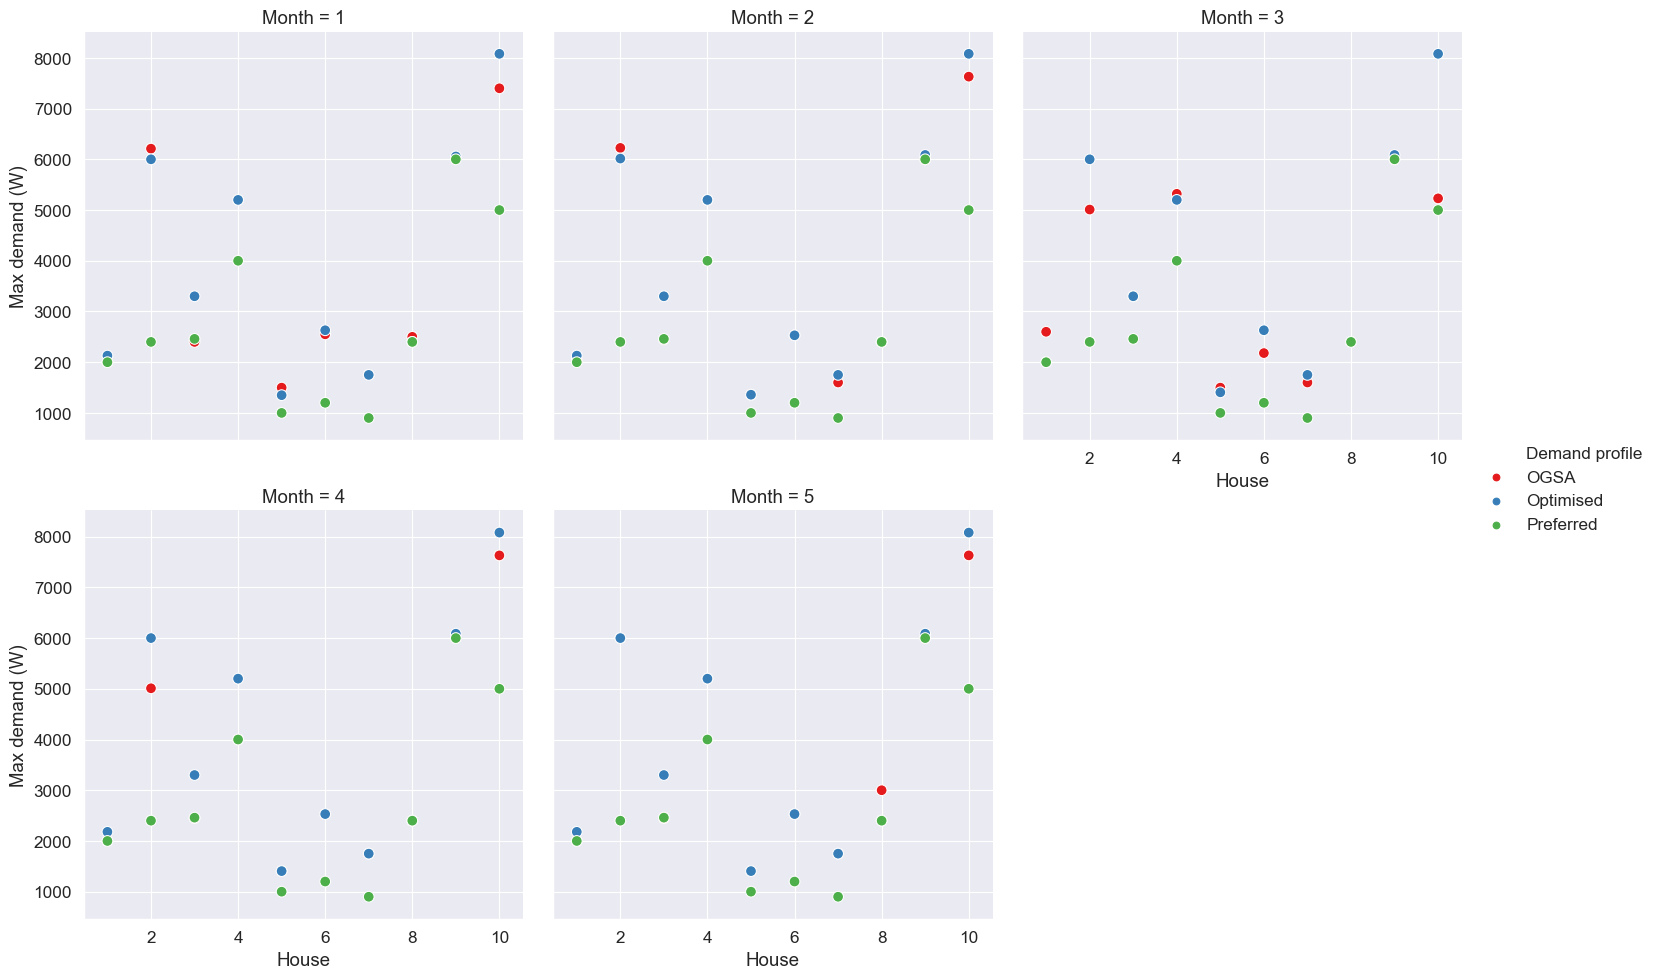 Month = 1
Month = 2
Month = 3
8000
7000
6000
5000
4000
3000
2000
1000
Max demand (W)
2 4 6 8 10
House
Demand profile
OGSA
Optimised
Preferred
Month = 4
Month = 5
8000
7000
6000
5000
4000
3000
2000
1000
Max demand (W)
2 4 6 8 10
House
2 4 6 8 10
House